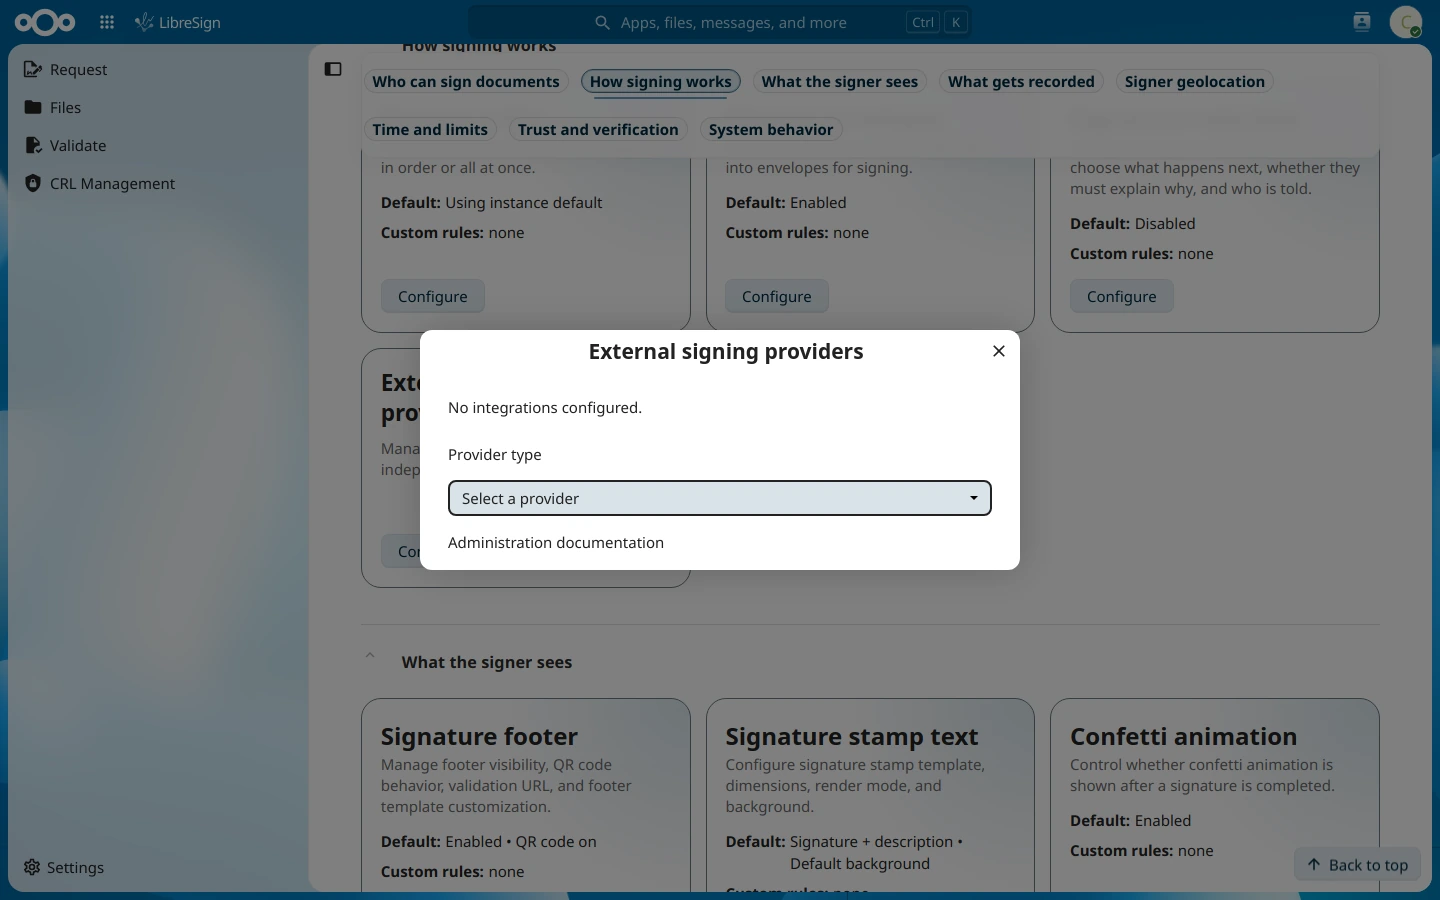 LibreSign
Apps, files, messages, and more
Ctrl
K
C
Request
Files
Validate
CRL Management
Settings
How signing works
Who can sign documents
How signing works
What the signer sees
What gets recorded
Signer geolocation
Time and limits
Trust and verification
System behavior
in order or all at once.
Default: Using instance default
Custom rules: none
Configure
into envelopes for signing.
Default: Enabled
Custom rules: none
Configure
choose what happens next, whether they
must explain why, and who is told.
Default: Disabled
Custom rules: none
Configure
External signing providers
No integrations configured.
Provider type
Select a provider
Administration documentation
What the signer sees
Signature footer
Manage footer visibility, QR code
behavior, validation URL, and footer
template customization.
Default: Enabled • QR code on
Custom rules: none
Signature stamp text
Configure signature stamp template,
dimensions, render mode, and
background.
Default: Signature + description •
Default background
Custom rules: none
Confetti animation
Control whether confetti animation is
shown after a signature is completed.
Default: Enabled
Custom rules: none
Back to top